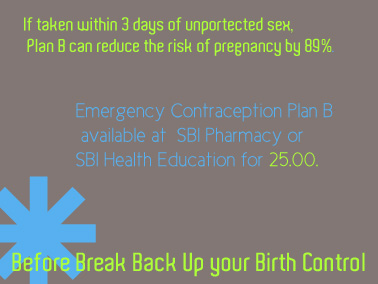 If taken within 3 days of unportected sex,
Plan B can reduce the risk of pregnancy by 89%
Emergency Contraception Plan B
available at SBI Pharmacy or
SBI Health Education for 25.00.
Before Break Back Up your Birth Control